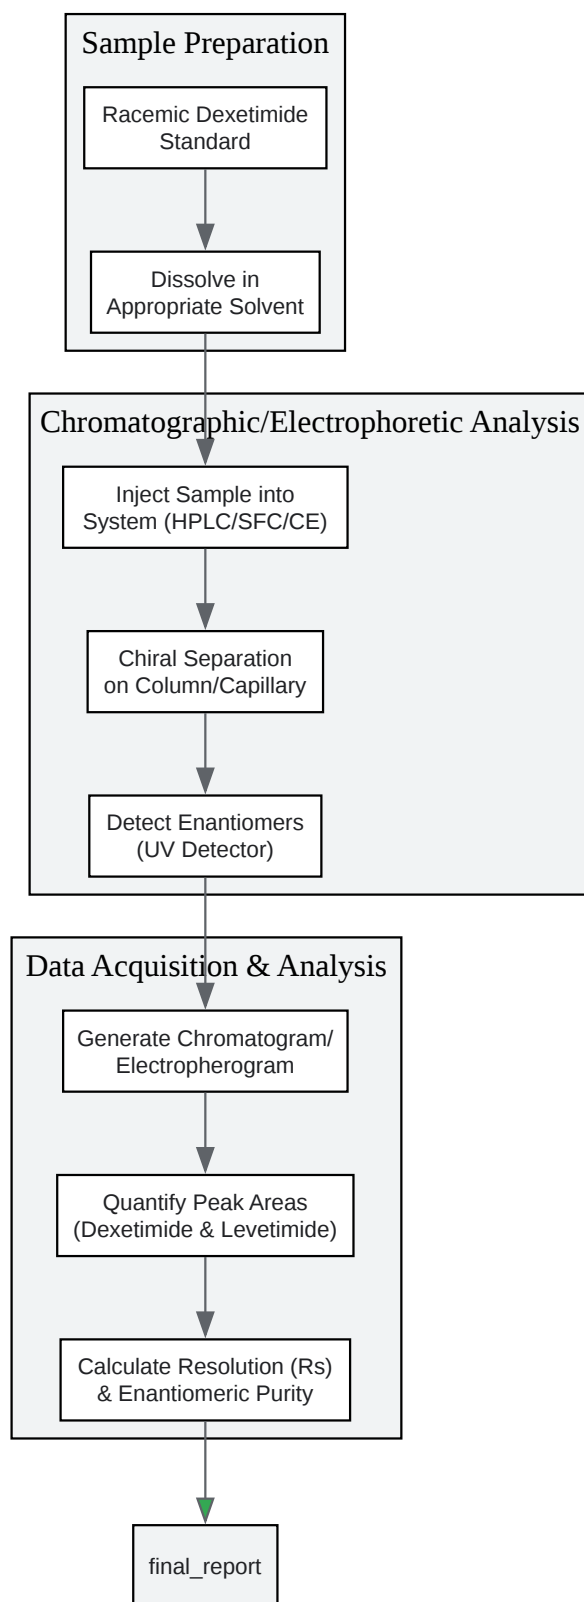 Sample Preparation
Racemic Dexetimide
Standard
Dissolve in
Appropriate Solvent
Chromatographic/Electrophoretic Analysis
Inject Sample into
System (HPLC/SFC/CE)
Chiral Separation
on Column/Capillary
Detect Enantiomers
(UV Detector)
Data Acquisition & Analysis
Generate Chromatogram/
Electropherogram
Quantify Peak Areas
(Dexetimide & Levetimide)
Calculate Resolution (Rs)
& Enantiomeric Purity
final_report